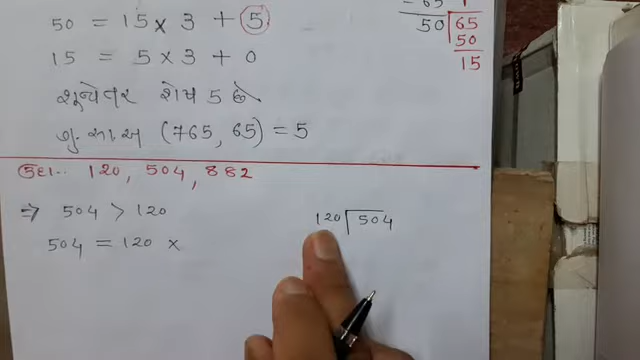 50 = 15 × 3 + 5
15 = 5 × 3 + 0
શૂન્યેતર શેષ 5 છે
ગુ.સા.અ (765, 65) = 5
ઉદા.. 120, 504, 882
⇒ 504 > 120
504 = 120 ×
50 65
50
15
120 504